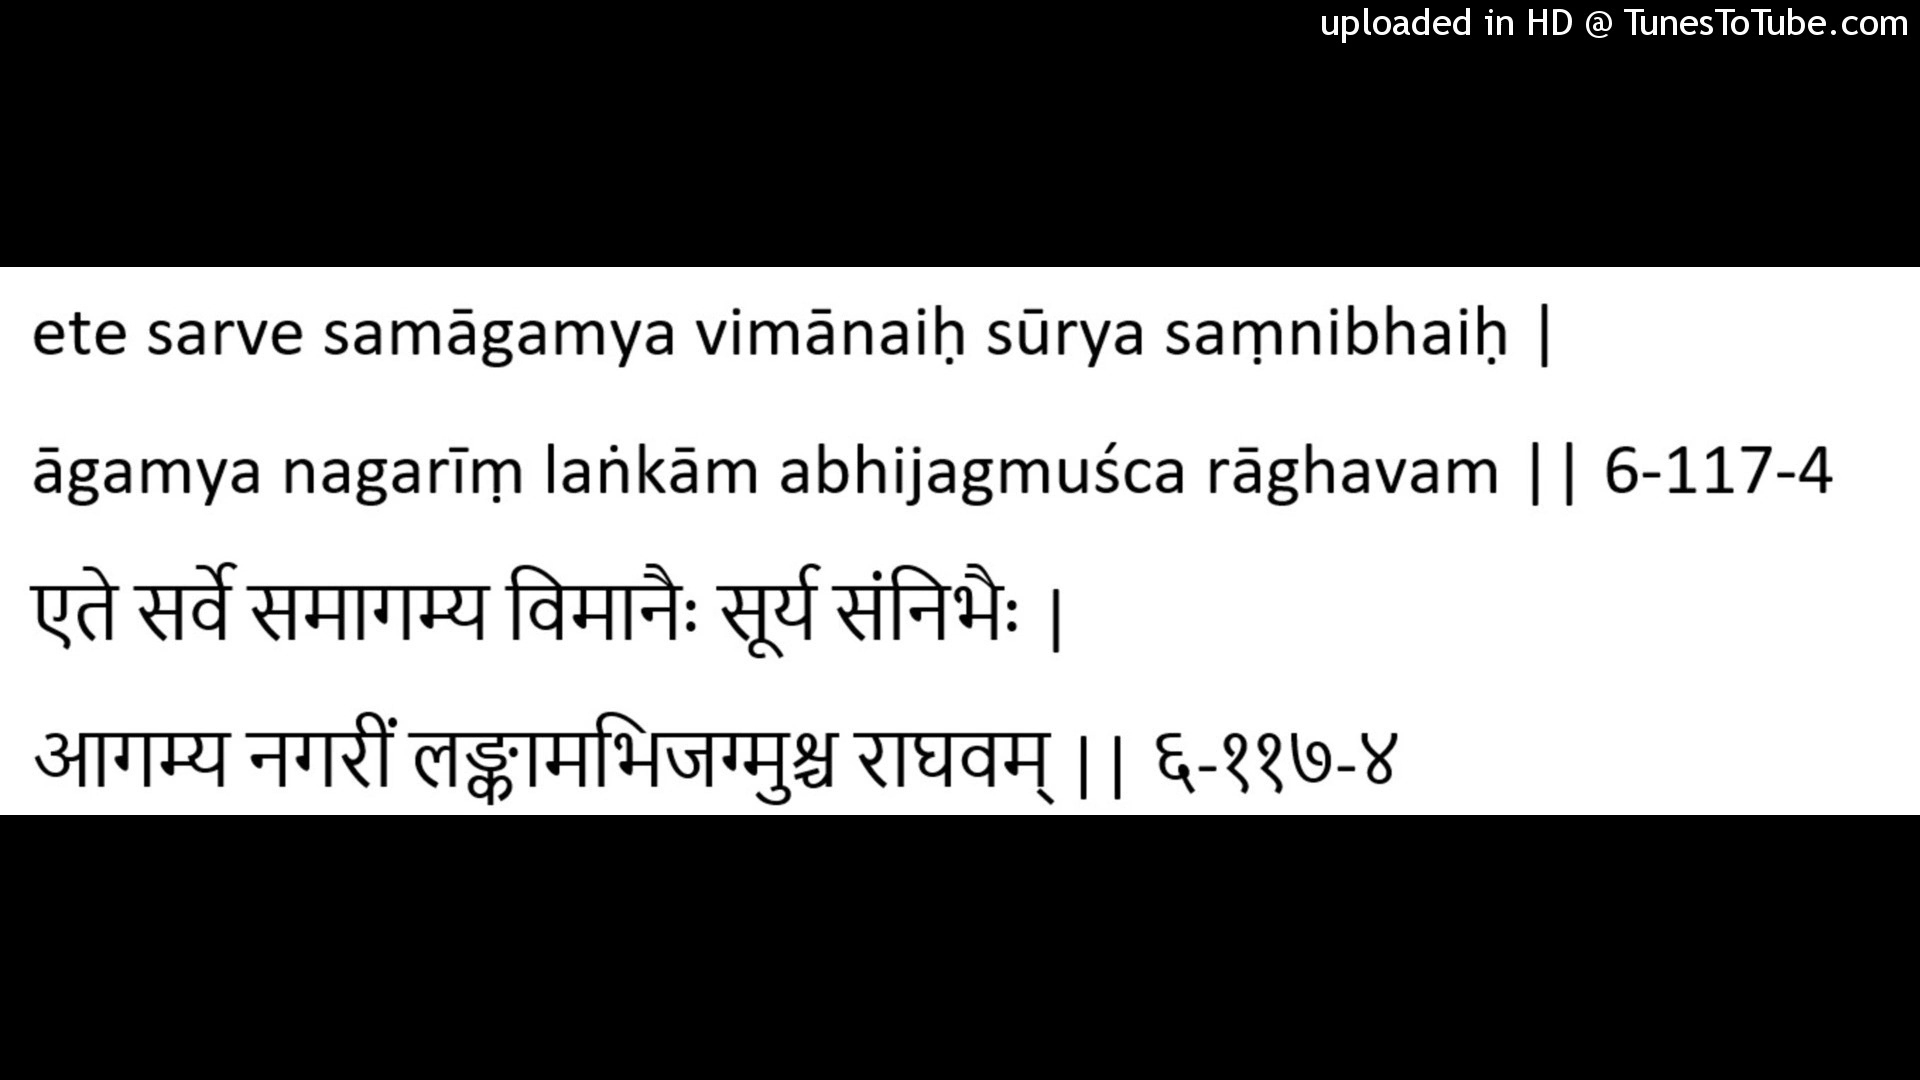 uploaded in HD @ TunesToTube.com
ete sarve samāgamya vimānaiḥ sūrya saṃnibhaiḥ |
āgamya nagarīṃ laṅkām abhijagmuśca rāghavam || 6-117-4
एते सर्वे समागम्य विमानैः सूर्य संनिभैः |
आगम्य नगरीं लङ्कामभिजग्मुश्च राघवम् || ६-११७-४